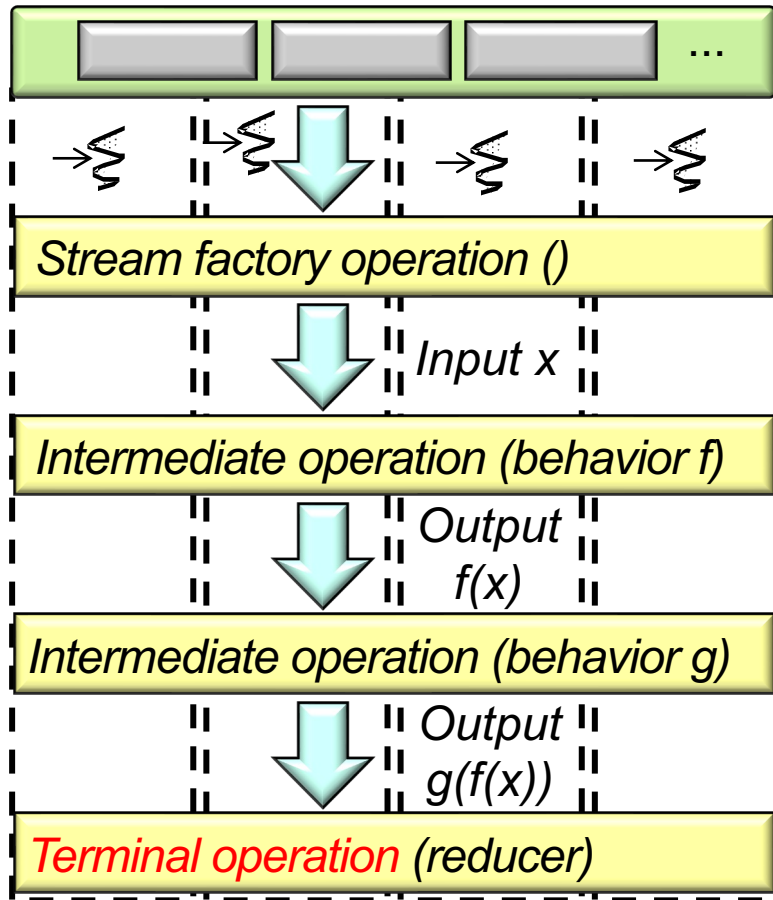 ...
Stream factory operation ()
Input x
Intermediate operation (behavior f)
Output
f(x)
Intermediate operation (behavior g)
Output
g(f(x))
Terminal operation (reducer)